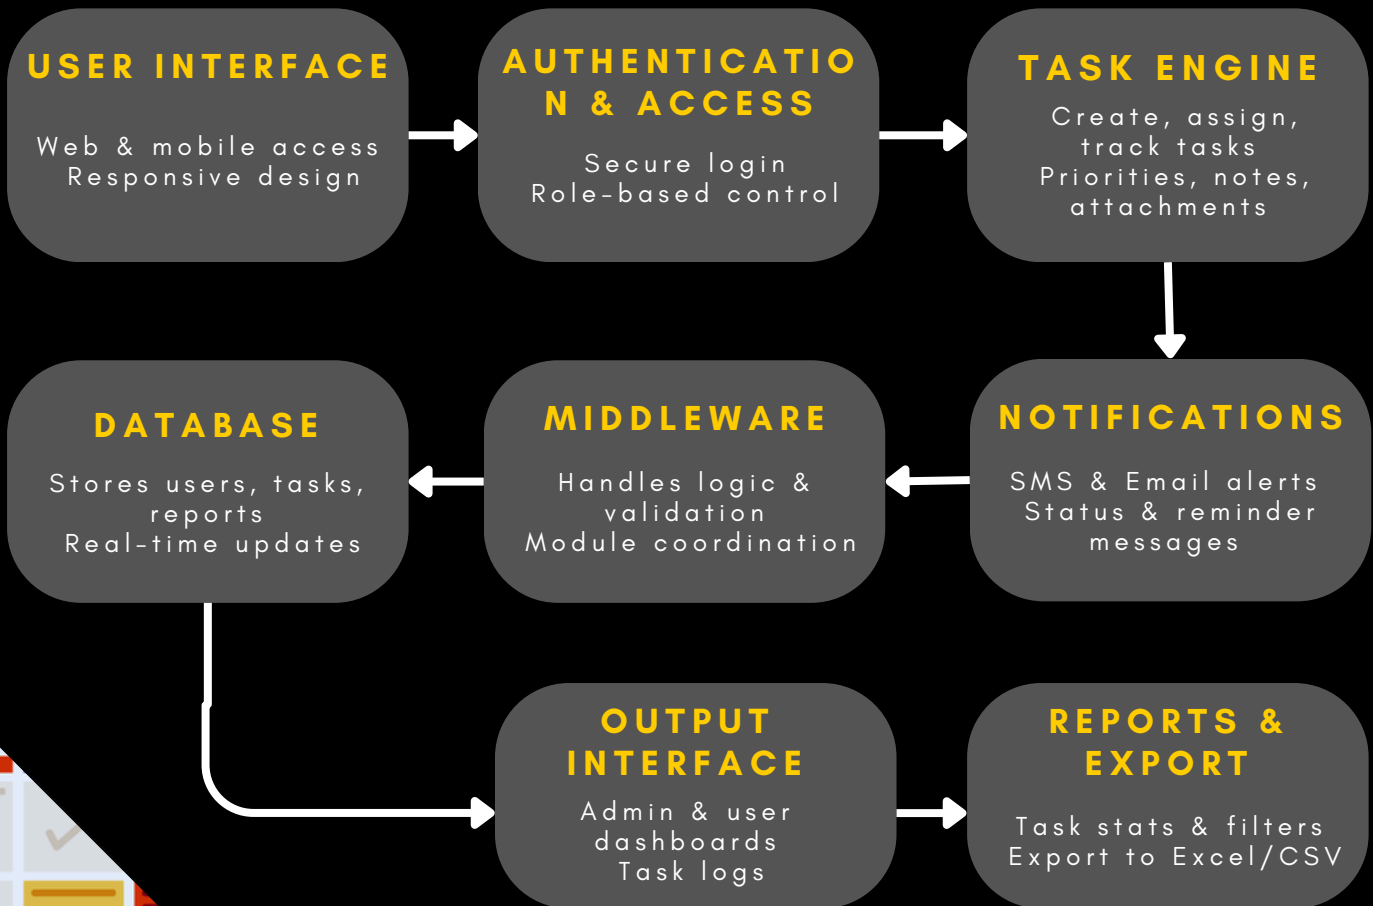 USER INTERFACE
Web & mobile access
Responsive design
AUTHENTICATIO
N & ACCESS
Secure login
Role-based control
TASK ENGINE
Create, assign,
track tasks
Priorities, notes,
attachments
DATABASE
Stores users, tasks,
reports
Real-time updates
MIDDLEWARE
Handles logic &
validation
Module coordination
NOTIFICATIONS
SMS & Email alerts
Status & reminder
messages
OUTPUT
INTERFACE
Admin & user
dashboards
Task logs
REPORTS &
EXPORT
Task stats & filters
Export to Excel/CSV